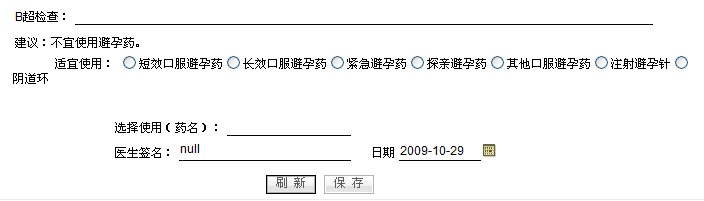 B超检查：
建议：不宜使用避孕药。
适宜使用： 短效口服避孕药 长效口服避孕药 紧急避孕药 探亲避孕药 其他口服避孕药 注射避孕针
阴道环
选择使用（药名）：
医生签名： null 日期 2009-10-29
刷 新 保 存